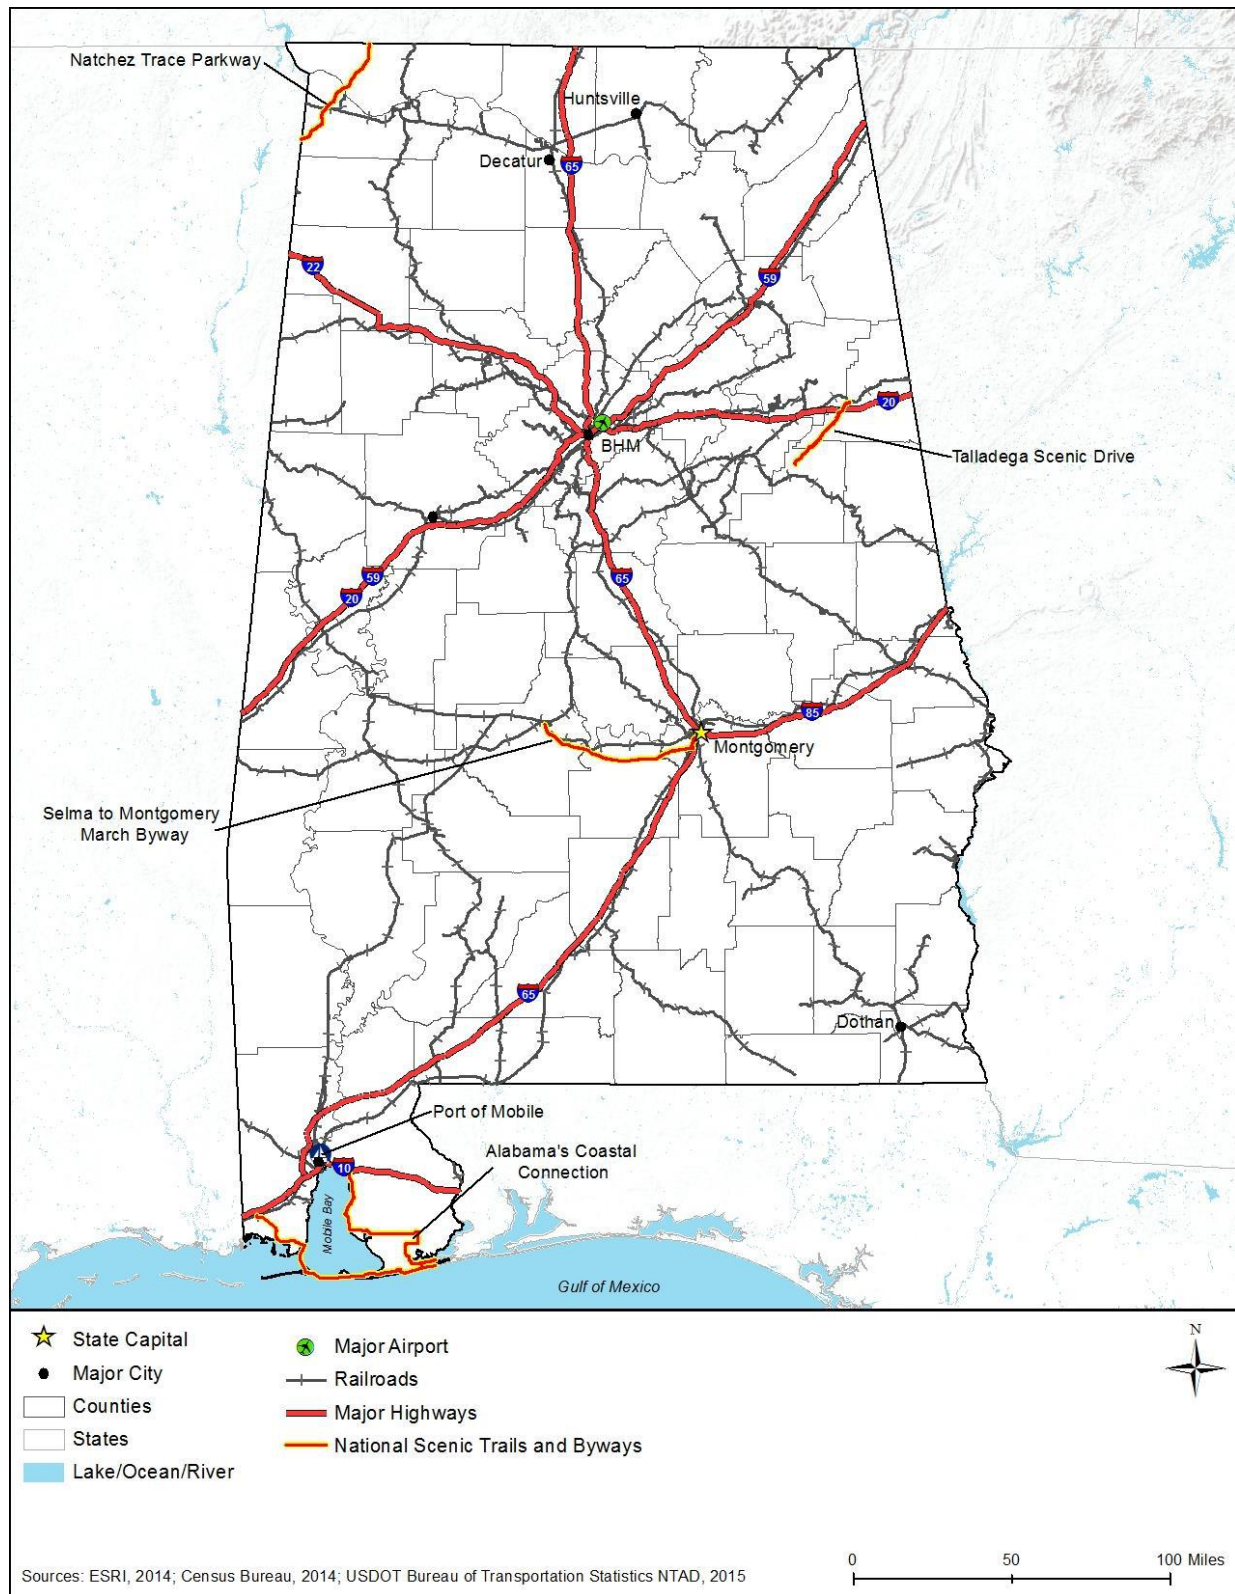 Natchez Trace Parkway
Huntsville
Decatur
65
22
59
20
BHM
Talladega Scenic Drive
59
20
65
85
Montgomery
Selma to Montgomery
March Byway
65
Dothan
Port of Mobile
10
Alabama's Coastal
Connection
Mobile Bay
Gulf of Mexico
State Capital
Major City
Counties
States
Lake/Ocean/River
Major Airport
Railroads
Major Highways
National Scenic Trails and Byways
N
0 50 100 Miles
Sources: ESRI, 2014; Census Bureau, 2014; USDOT Bureau of Transportation Statistics NTAD, 2015